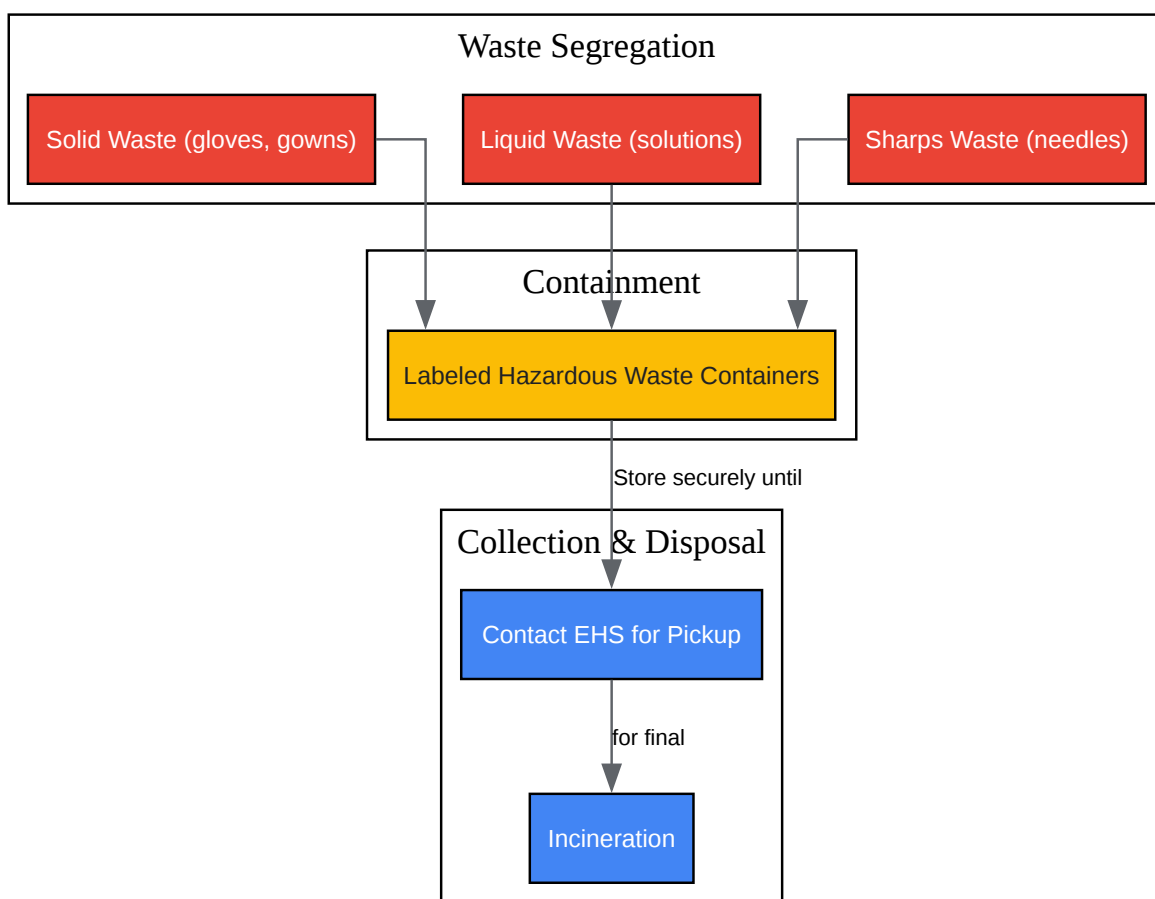 Waste Segregation
Solid Waste (gloves, gowns)
Liquid Waste (solutions)
Sharps Waste (needles)
Containment
Labeled Hazardous Waste Containers
Store securely until
Collection & Disposal
Contact EHS for Pickup
for final
Incineration